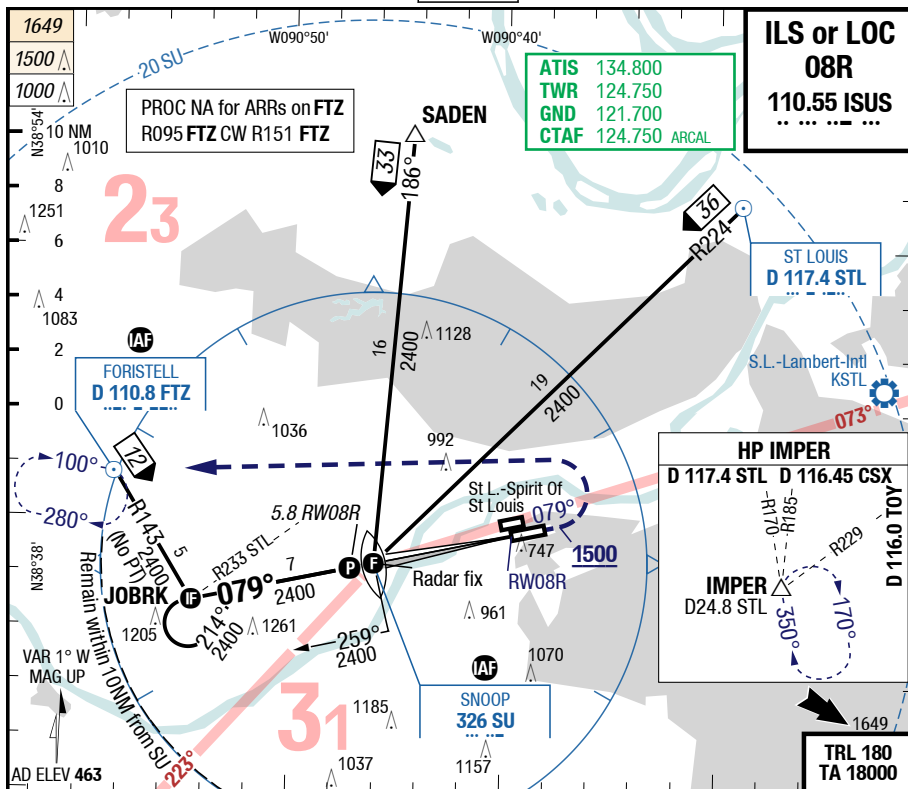 1649
1500
1000
N38°54'
10 NM
1010
8
1251
6
4
1083
2
0
23
20 SU
W090°50'
W090°40'
PROC NA for ARRs on FTZ
R095 FTZ CW R151 FTZ
ATIS 134.800
TWR 124.750
GND 121.700
CTAF 124.750 ARCAL
ILS or LOC
08R
110.55 ISUS
SADEN
33
186°
16
2400
36
R224
19
2400
ST LOUIS
D 117.4 STL
S.L.-Lambert-Intl
KSTL
073°
IAF
FORISTELL
D 110.8 FTZ
1128
1036
992
12
100°
280°
R143
5
2400
(No PT)
R233 STL
5.8 RW08R
St L.-Spirit Of
St Louis
079°
747
1500
RW08R
P
F
Radar fix
N38°38'
JOBRK
IF
079°
7
2400
214°
2400
259°
2400
1205
1261
961
1070
Remain within 10NM from SU
VAR 1° W
MAG UP
IAF
SNOOP
326 SU
1185
1157
1037
31
223°
AD ELEV 463
HP IMPER
D 117.4 STL D 116.45 CSX
R170
R185
R229
D 116.0 TOY
IMPER
D24.8 STL
350°
170°
1649
TRL 180
TA 18000